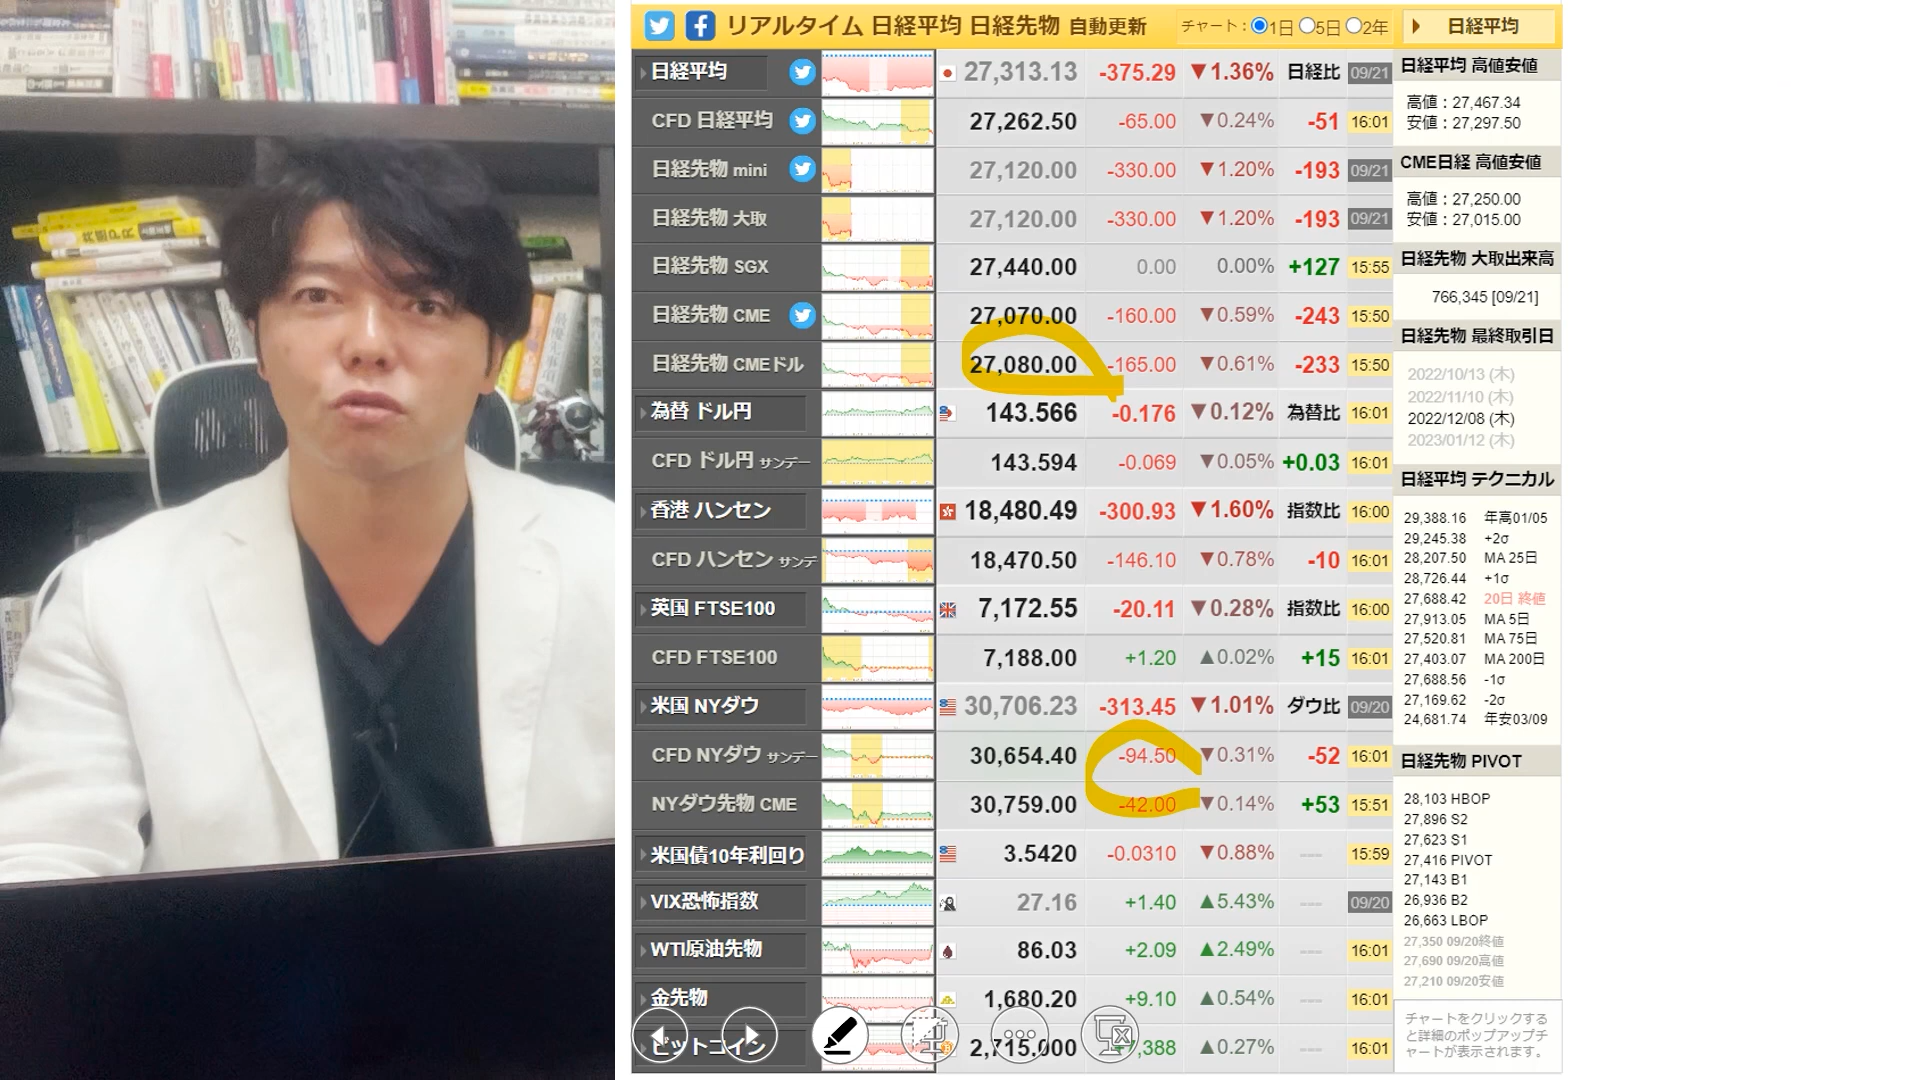 リアルタイム 日経平均 日経先物 自動更新 チャート : 1日 5日 2年
日経平均 27,313.13 -375.29 ▼1.36% 日経比 09/21
CFD 日経平均 27,262.50 -65.00 ▼0.24% -51 16:01
日経先物 mini 27,120.00 -330.00 ▼1.20% -193 09/21
日経先物 大取 27,120.00 -330.00 ▼1.20% -193 09/21
日経先物 SGX 27,440.00 0.00 0.00% +127 15:55
日経先物 CME 27,070.00 -160.00 ▼0.59% -243 15:50
日経先物 CMEドル 27,080.00 -165.00 ▼0.61% -233 15:50
為替 ドル円 143.566 -0.176 ▼0.12% 為替比 16:01
CFD ドル円 サンデー 143.594 -0.069 ▼0.05% +0.03 16:01
香港 ハンセン 18,480.49 -300.93 ▼1.60% 指数比 16:00
CFD ハンセン サンデ 18,470.50 -146.10 ▼0.78% -10 16:01
英国 FTSE100 7,172.55 -20.11 ▼0.28% 指数比 16:00
CFD FTSE100 7,188.00 +1.20 ▲0.02% +15 16:01
米国 NYダウ 30,706.23 -313.45 ▼1.01% ダウ比 09/20
CFD NYダウ サンデー 30,654.40 -94.50 ▼0.31% -52 16:01
NYダウ先物 CME 30,759.00 -42.00 ▼0.14% +53 15:51
米国債10年利回り 3.5420 -0.0310 ▼0.88% --- 15:59
VIX恐怖指数 27.16 +1.40 ▲5.43% --- 09/20
WTI原油先物 86.03 +2.09 ▲2.49% --- 16:01
金先物 1,680.20 +9.10 ▲0.54% --- 16:01
ビットコイン 2,715,000 7,388 ▲0.27% --- 16:01
日経平均
日経平均 高値安値
高値 : 27,467.34
安値 : 27,297.50
CME日経 高値安値
高値 : 27,250.00
安値 : 27,015.00
日経先物 大取出来高
766,345 [09/21]
日経先物 最終取引日
2022/10/13 (木)
2022/11/10 (木)
2022/12/08 (木)
2023/01/12 (木)
日経平均 テクニカル
29,388.16 年高01/05
29,245.38 +2σ
28,207.50 MA 25日
28,726.44 +1σ
27,688.42 20日 終値
27,913.05 MA 5日
27,520.81 MA 75日
27,403.07 MA 200日
27,688.56 -1σ
27,169.62 -2σ
24,681.74 年安03/09
日経先物 PIVOT
28,103 HBOP
27,896 S2
27,623 S1
27,416 PIVOT
27,143 B1
26,936 B2
26,663 LBOP
27,350 09/20終値
27,690 09/20高値
27,210 09/20安値
チャートをクリックする
と詳細のポップアップチ
ャートが表示されます。